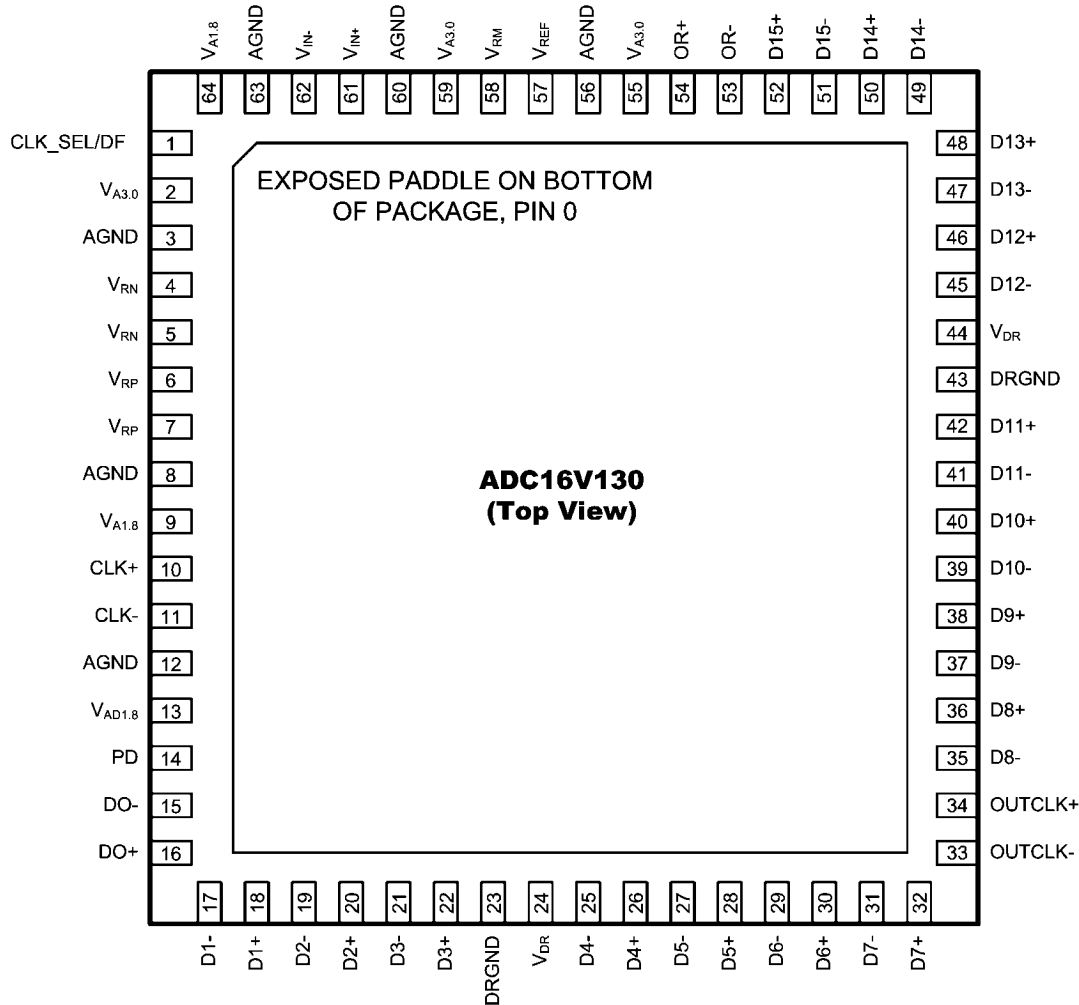 VA1.8 AGND VIN- VIN+ AGND VA3.0 VRM VREF AGND VA3.0 OR+ OR- D15+ D15- D14+ D14-
64 63 62 61 60 59 58 57 56 55 54 53 52 51 50 49
CLK_SEL/DF 1 48 D13+
EXPOSED PADDLE ON BOTTOM
VA3.0 2 47 D13-
OF PACKAGE, PIN 0
AGND 3 46 D12+
VRN 4 45 D12-
VRN 5 44 VDR
VRP 6 43 DRGND
VRP 7 42 D11+
AGND 8 41 D11-
ADC16V130
(Top View)
VA1.8 9 40 D10+
CLK+ 10 39 D10-
CLK- 11 38 D9+
AGND 12 37 D9-
VAD1.8 13 36 D8+
PD 14 35 D8-
DO- 15 34 OUTCLK+
DO+ 16 33 OUTCLK-
17 18 19 20 21 22 23 24 25 26 27 28 29 30 31 32
D1- D1+ D2- D2+ D3- D3+ DRGND VDR D4- D4+ D5- D5+ D6- D6+ D7- D7+